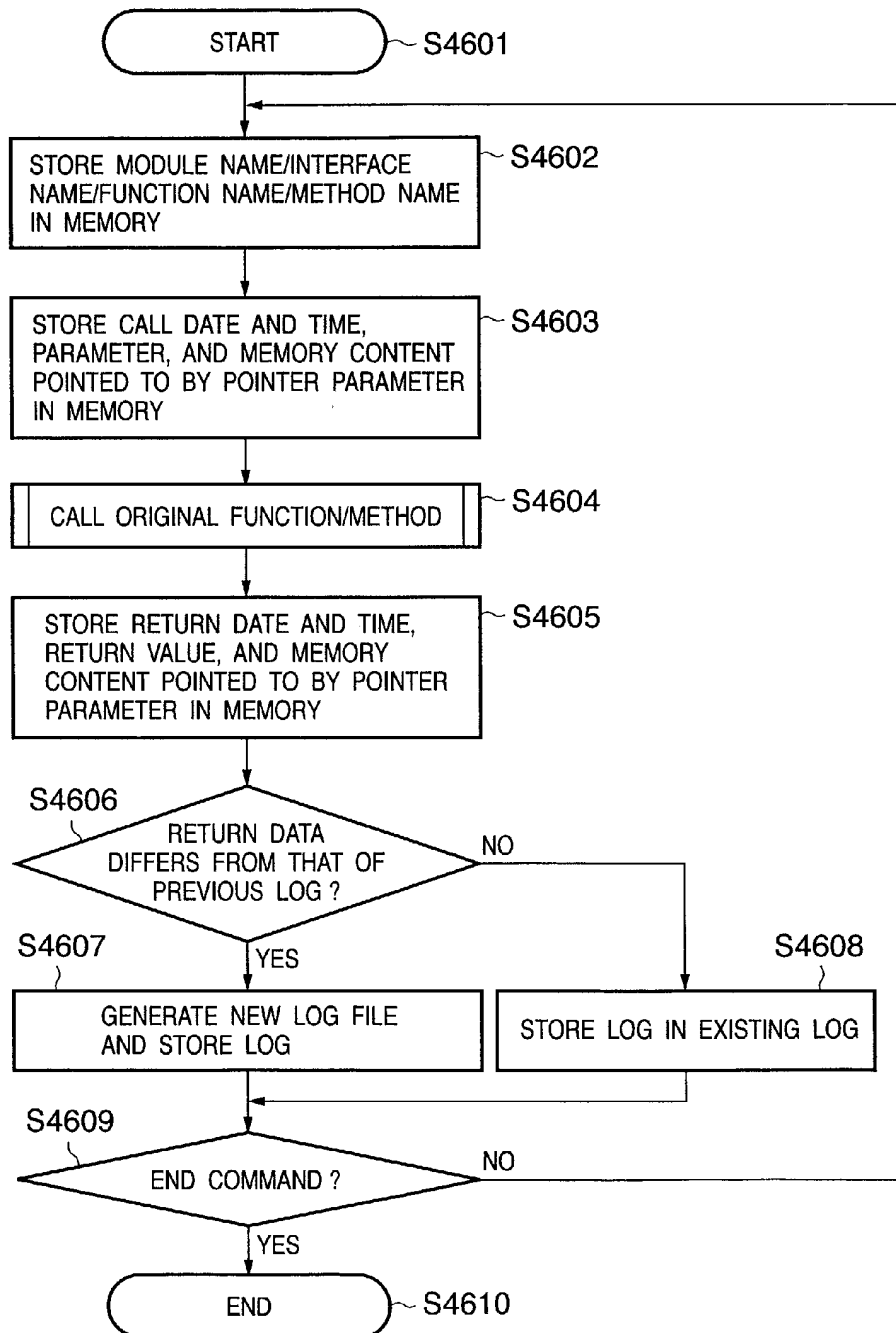 START
S4601
S4602
STORE MODULE NAME/INTERFACE
NAME/FUNCTION NAME/METHOD NAME
IN MEMORY
S4603
STORE CALL DATE AND TIME,
PARAMETER, AND MEMORY CONTENT
POINTED TO BY POINTER PARAMETER
IN MEMORY
S4604
CALL ORIGINAL FUNCTION/METHOD
S4605
STORE RETURN DATE AND TIME,
RETURN VALUE, AND MEMORY
CONTENT POINTED TO BY POINTER
PARAMETER IN MEMORY
S4606
RETURN DATA
DIFFERS FROM THAT OF
PREVIOUS LOG ?
NO
YES
S4607
GENERATE NEW LOG FILE
AND STORE LOG
S4608
STORE LOG IN EXISTING LOG
S4609
END COMMAND ?
NO
YES
END
S4610